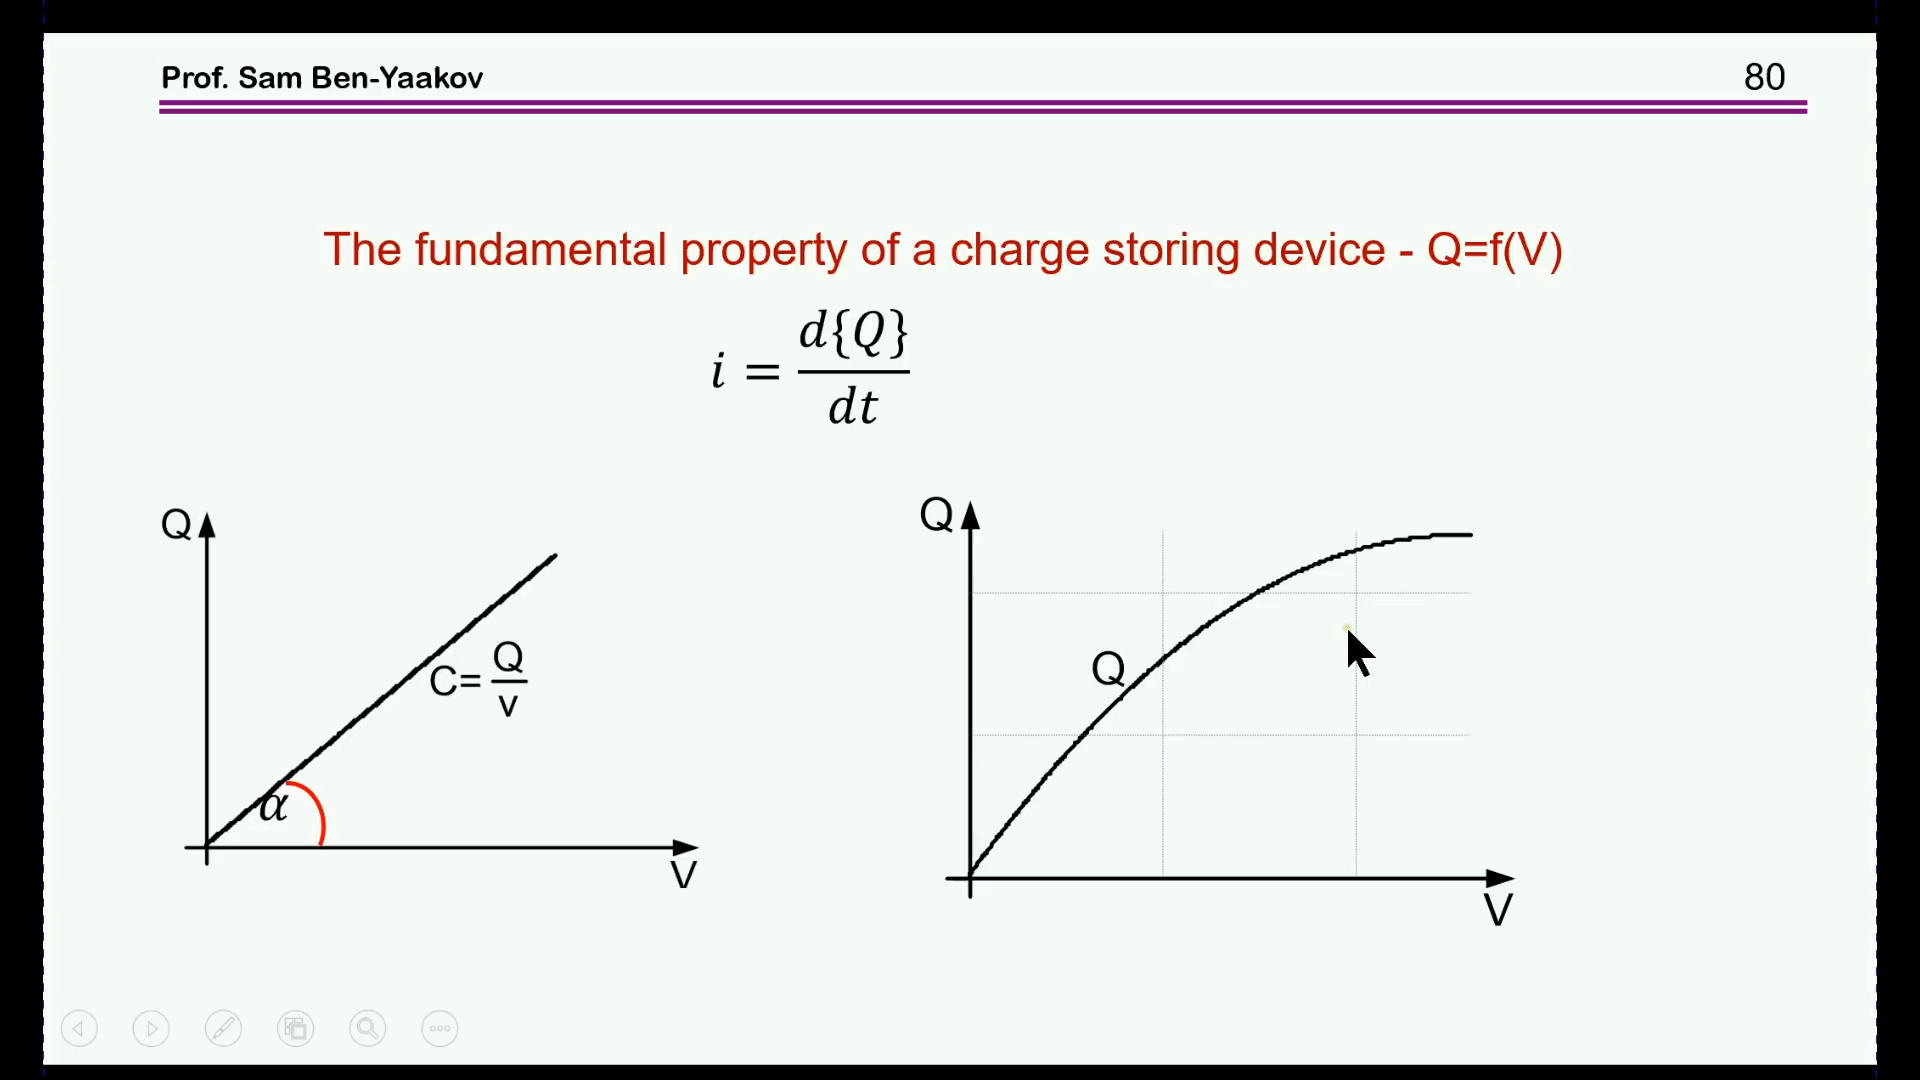 Prof. Sam Ben-Yaakov
80
The fundamental property of a charge storing device - Q=f(V)
i = d{Q}/dt
Q
C= Q/v
α
V
Q
Q
V